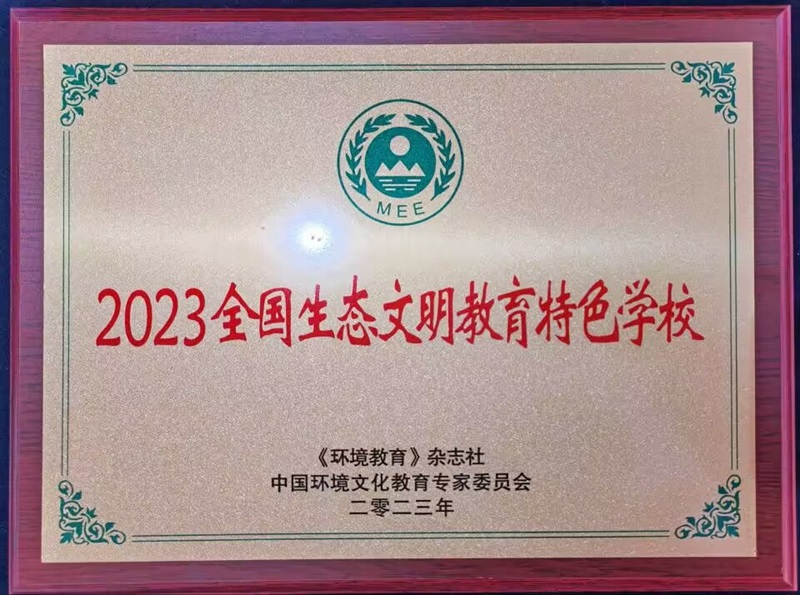 MEE
2023全国生态文明教育特色学校
《环境教育》杂志社
中国环境文化教育专家委员会
二零二三年